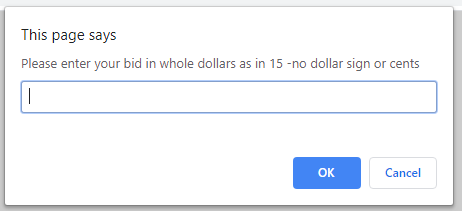 This page says
Please enter your bid in whole dollars as in 15 -no dollar sign or cents
OK
Cancel